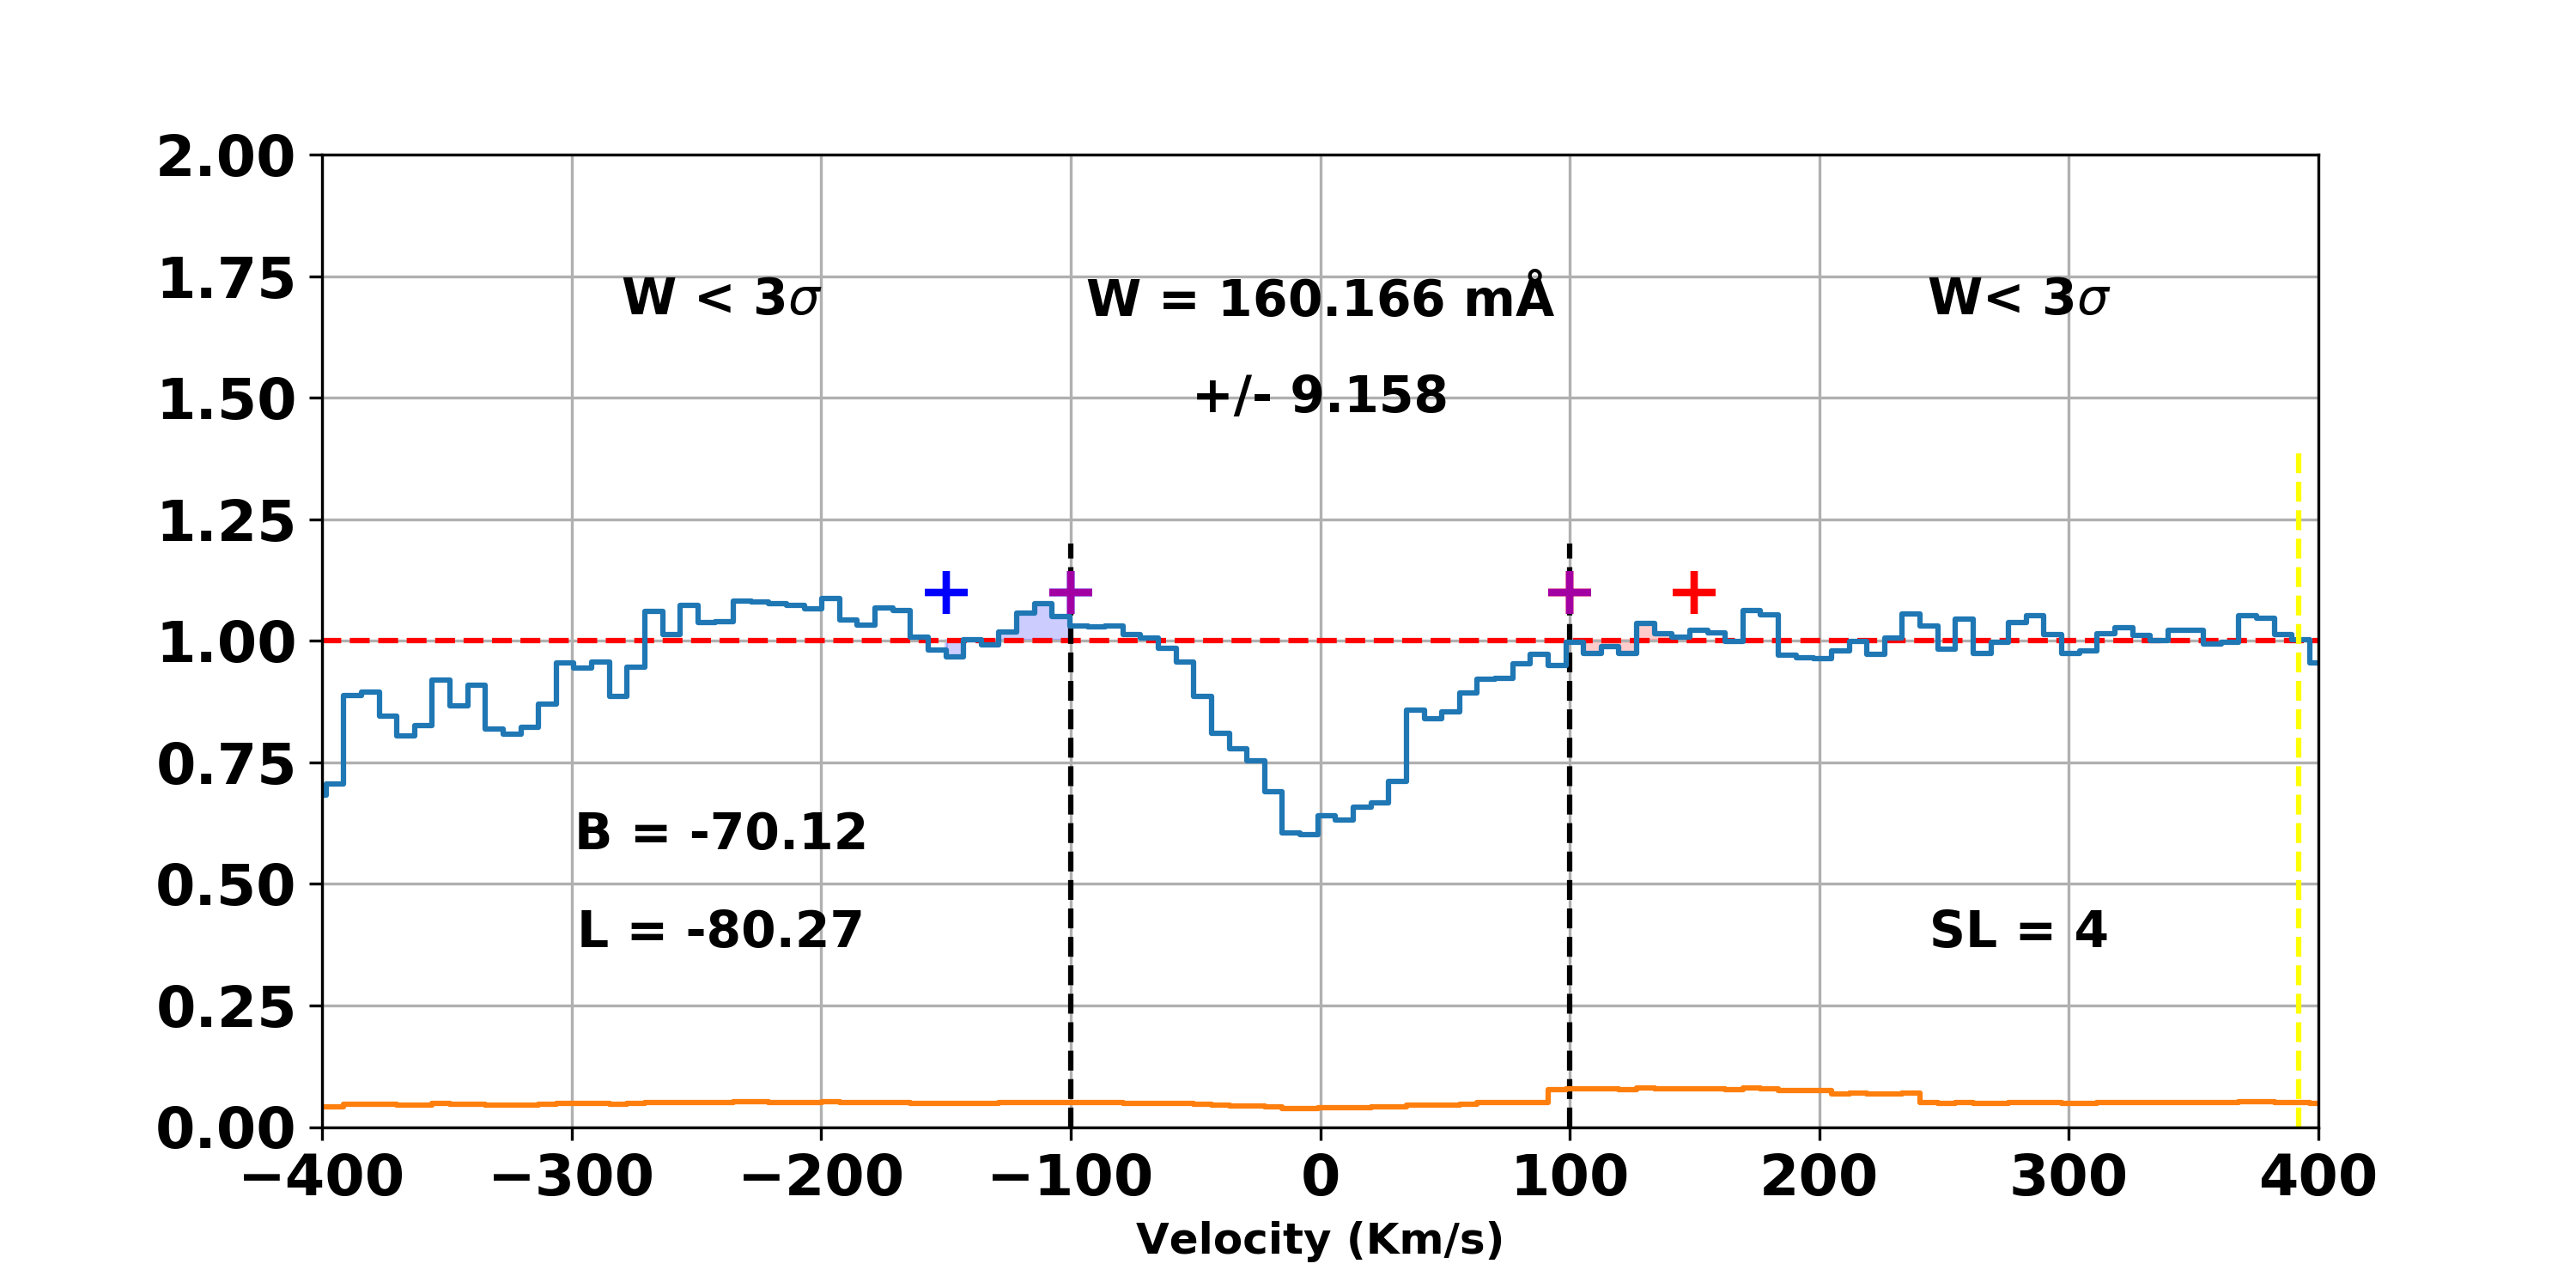 2.00
1.75
W < 3σ
W = 160.166 mÅ
W< 3σ
1.50
+/- 9.158
1.25
1.00
0.75
B = -70.12
0.50
L = -80.27
SL = 4
0.25
0.00
−400 −300 −200 −100 0 100 200 300 400
Velocity (Km/s)